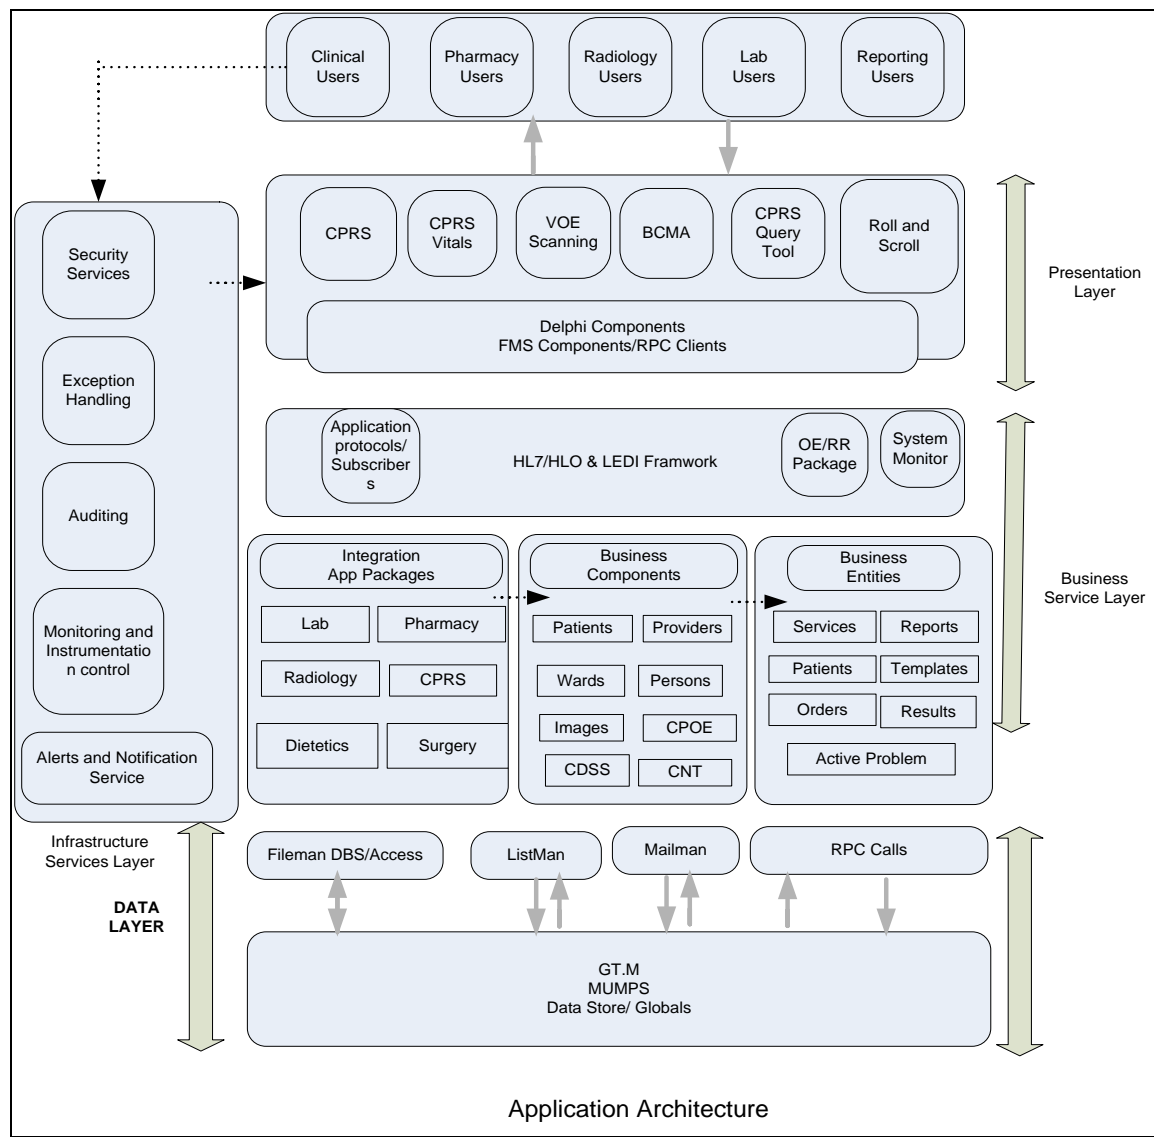 Clinical
Users
Pharmacy
Users
Radiology
Users
Lab
Users
Reporting
Users
CPRS
CPRS
Vitals
VOE
Scanning
BCMA
CPRS
Query
Tool
Roll and
Scroll
Delphi Components
FMS Components/RPC Clients
Presentation
Layer
Security
Services
Exception
Handling
Auditing
Monitoring and
Instrumentatio
n control
Alerts and Notification
Service
Infrastructure
Services Layer
Application
protocols/
Subscriber
s
HL7/HLO & LEDI Framwork
OE/RR
Package
System
Monitor
Integration
App Packages
Lab
Pharmacy
Radiology
CPRS
Dietetics
Surgery
Business
Components
Patients
Providers
Wards
Persons
Images
CPOE
CDSS
CNT
Business
Entities
Services
Reports
Patients
Templates
Orders
Results
Active Problem
Business
Service Layer
DATA
LAYER
Fileman DBS/Access
ListMan
Mailman
RPC Calls
GT.M
MUMPS
Data Store/ Globals
Application Architecture